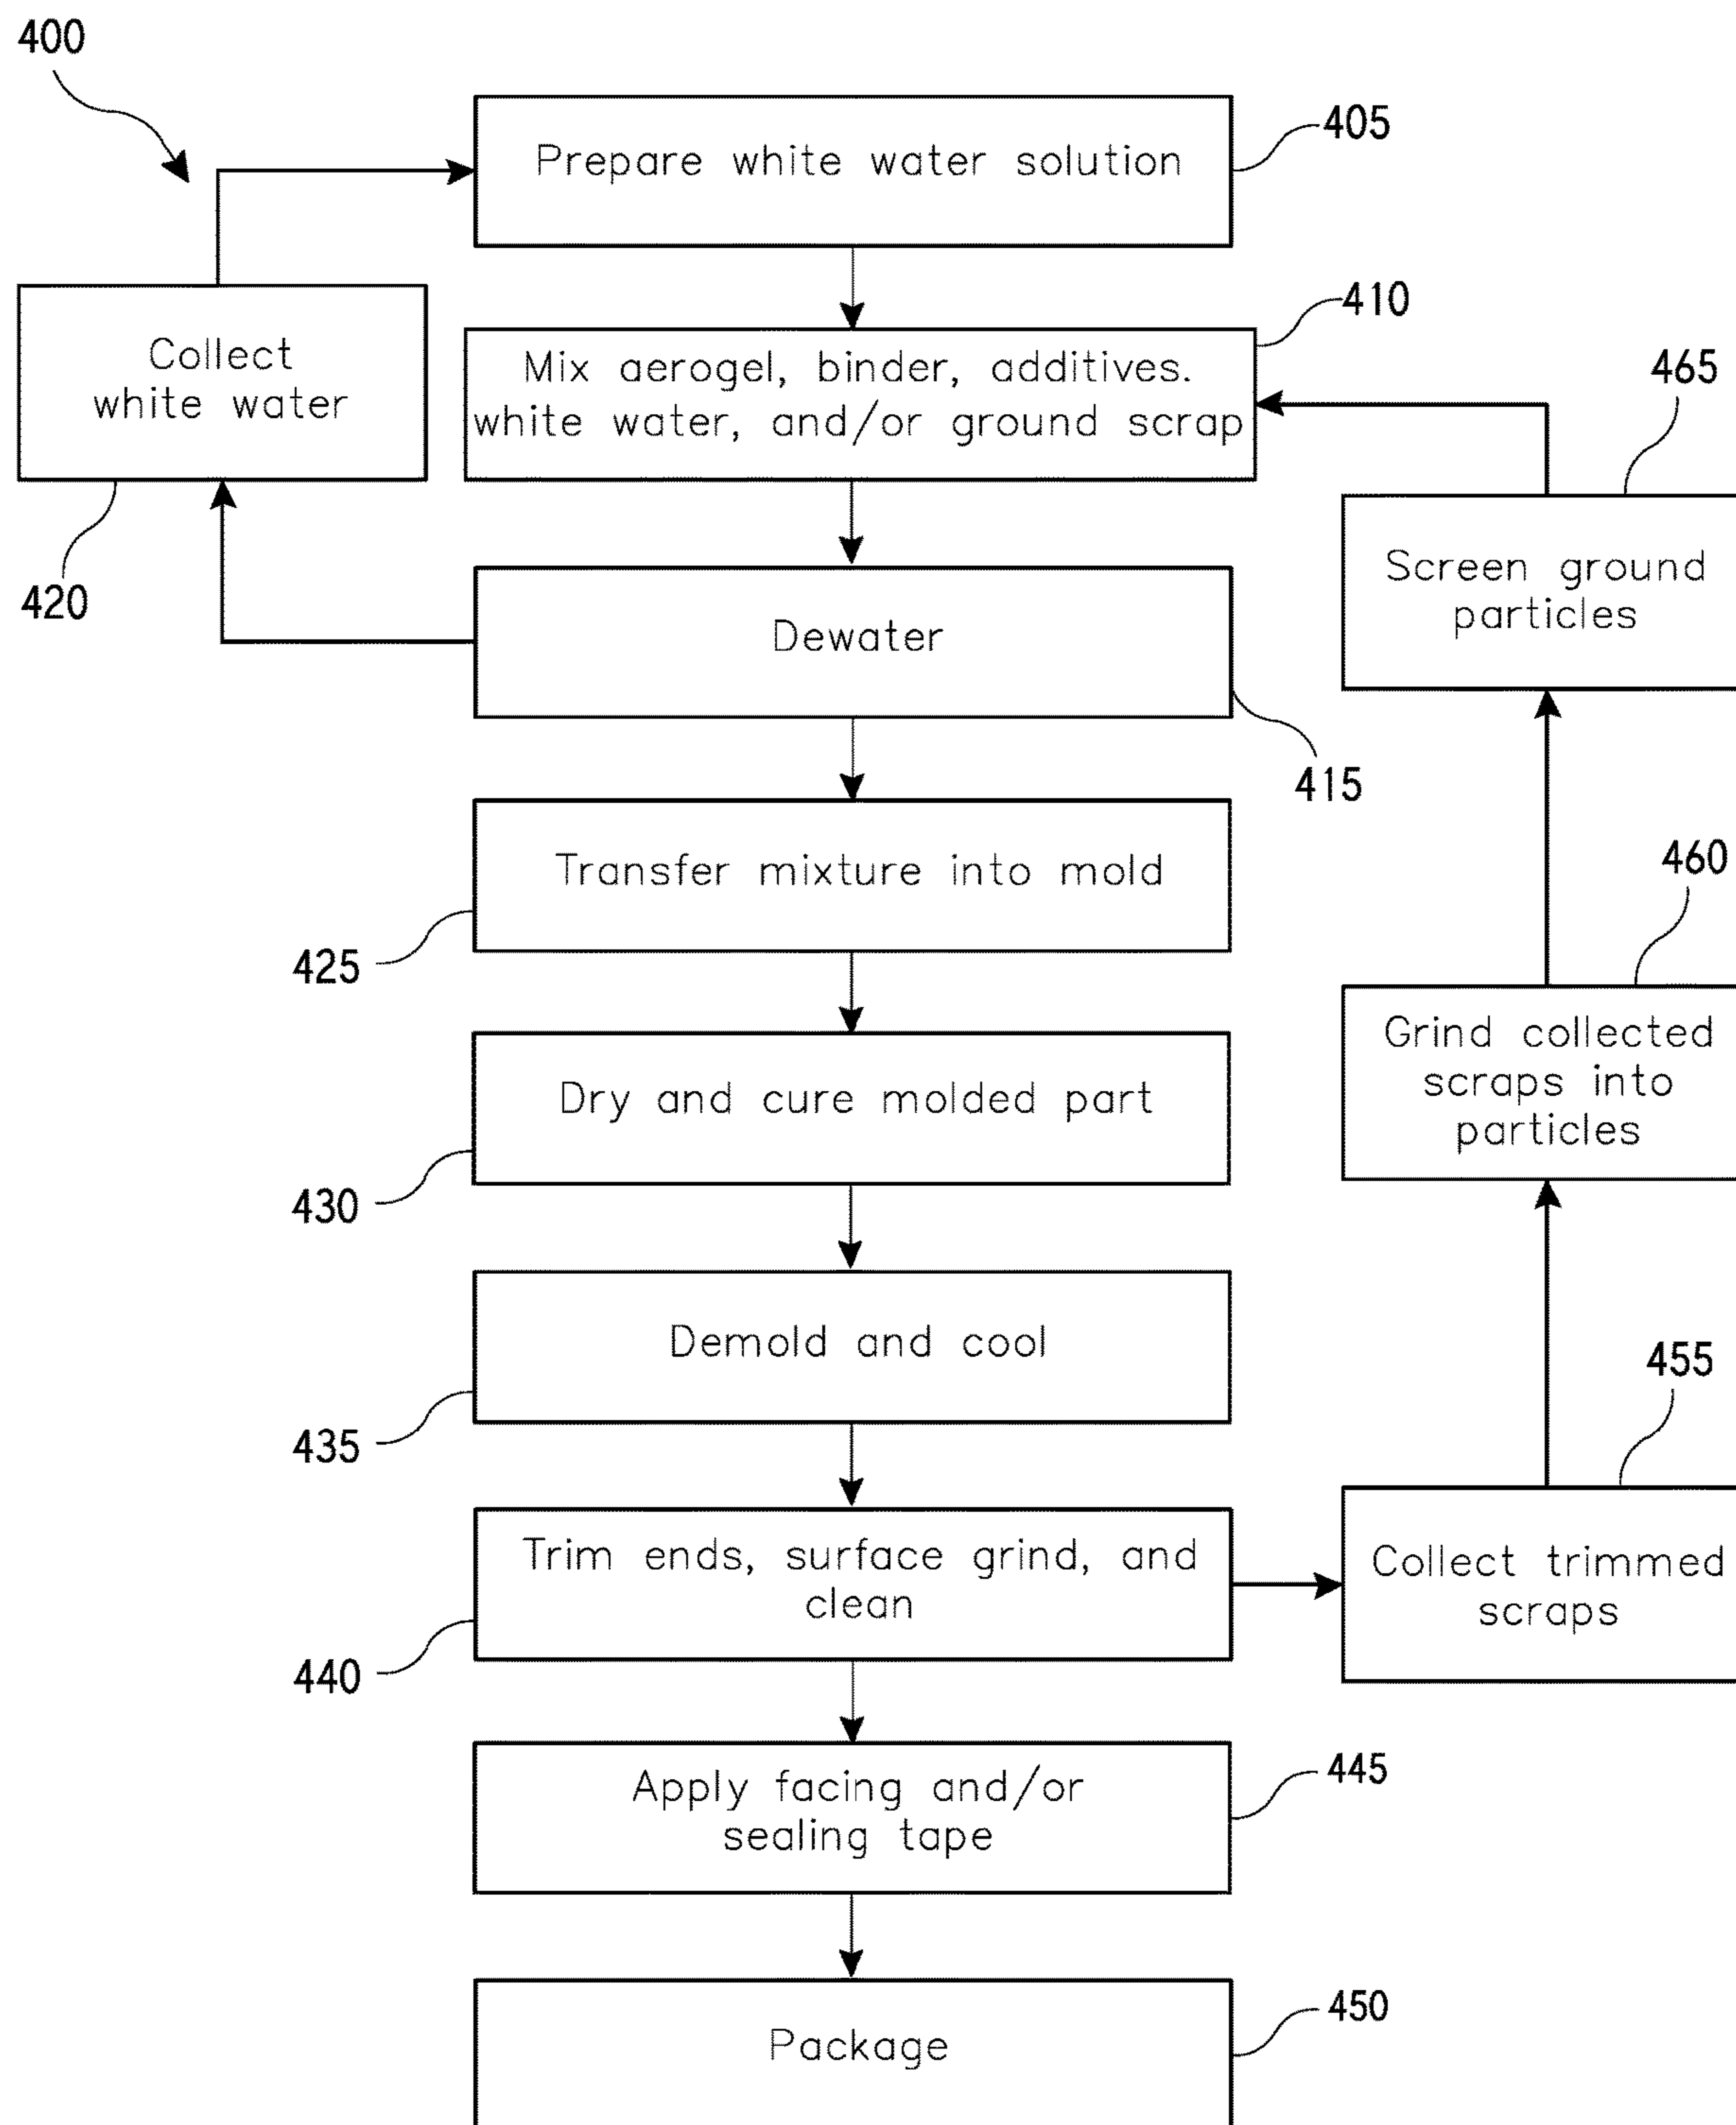 400
Prepare white water solution
405
Collect
white water
420
Mix aerogel, binder, additives.
white water, and/or ground scrap
410
465
Screen ground
particles
Dewater
415
Transfer mixture into mold
425
460
Grind collected
scraps into
particles
Dry and cure molded part
430
Demold and cool
435
455
Trim ends, surface grind, and
clean
440
Collect trimmed
scraps
Apply facing and/or
sealing tape
445
Package
450